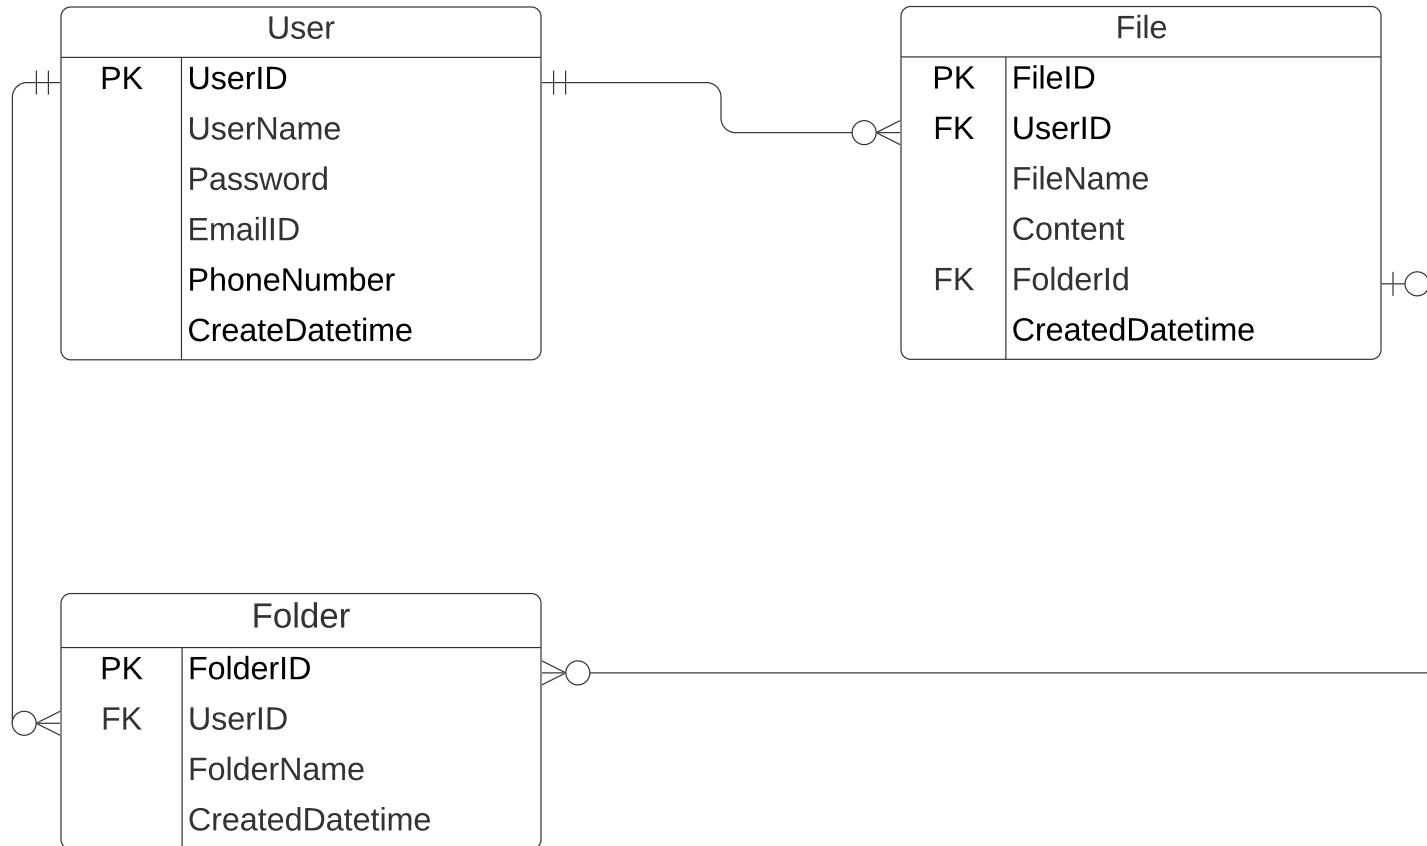 User
PK UserID
UserName
Password
EmailID
PhoneNumber
CreateDatetime
File
PK FileID
FK UserID
FileName
Content
FK FolderId
CreatedDatetime
Folder
PK FolderID
FK UserID
FolderName
CreatedDatetime